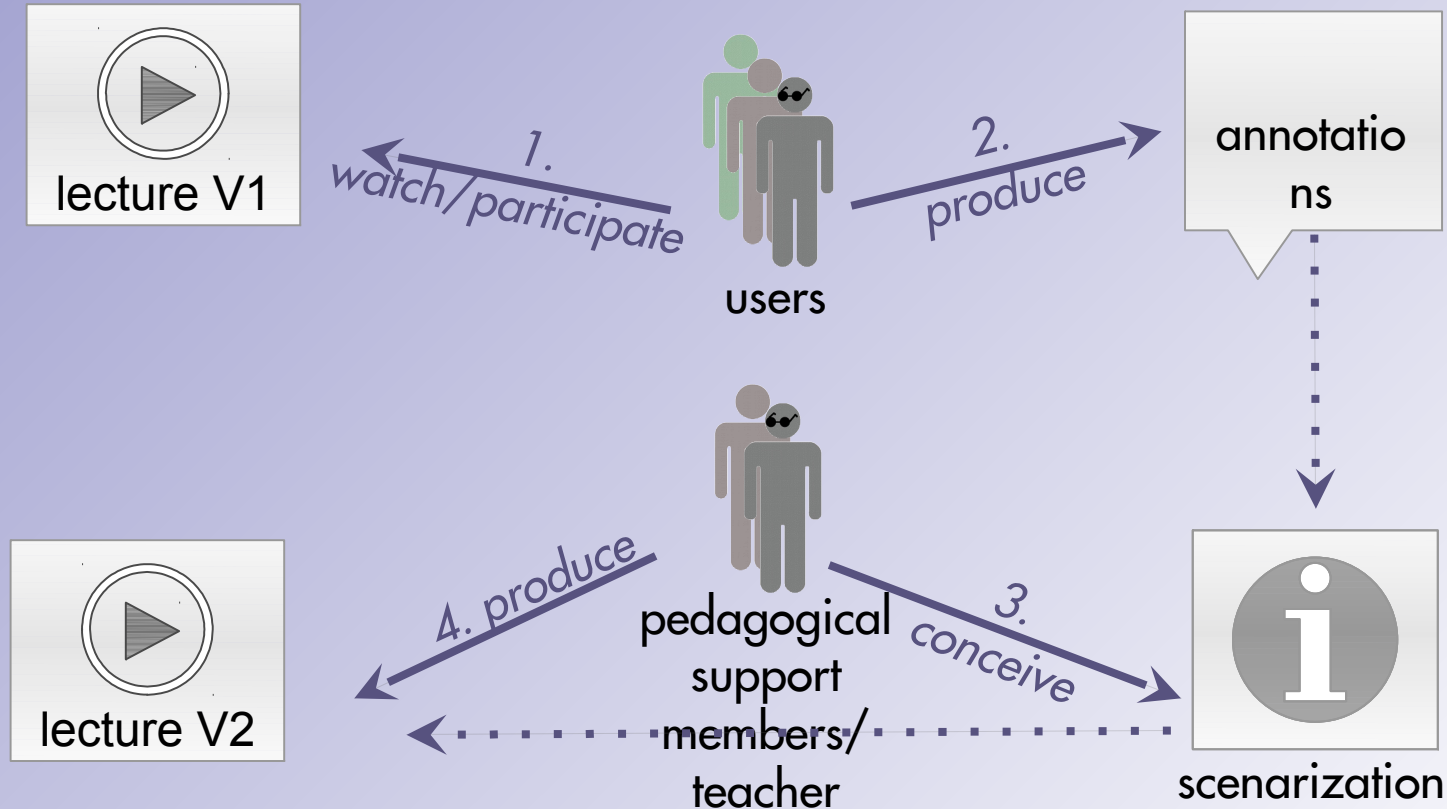 lecture V1
1.
watch/participate
users
2.
produce
annotatio
ns
lecture V2
4. produce
pedagogical
support
members/
teacher
3.
conceive
scenarization